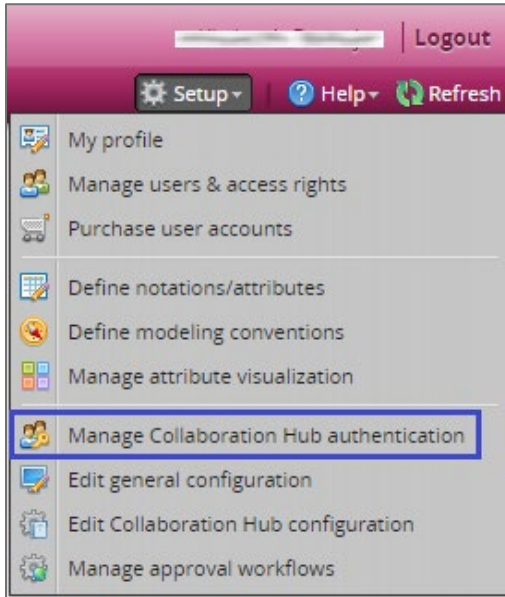 Logout
Setup Help Refresh
My profile
Manage users & access rights
Purchase user accounts
Define notations/attributes
Define modeling conventions
Manage attribute visualization
Manage Collaboration Hub authentication
Edit general configuration
Edit Collaboration Hub configuration
Manage approval workflows